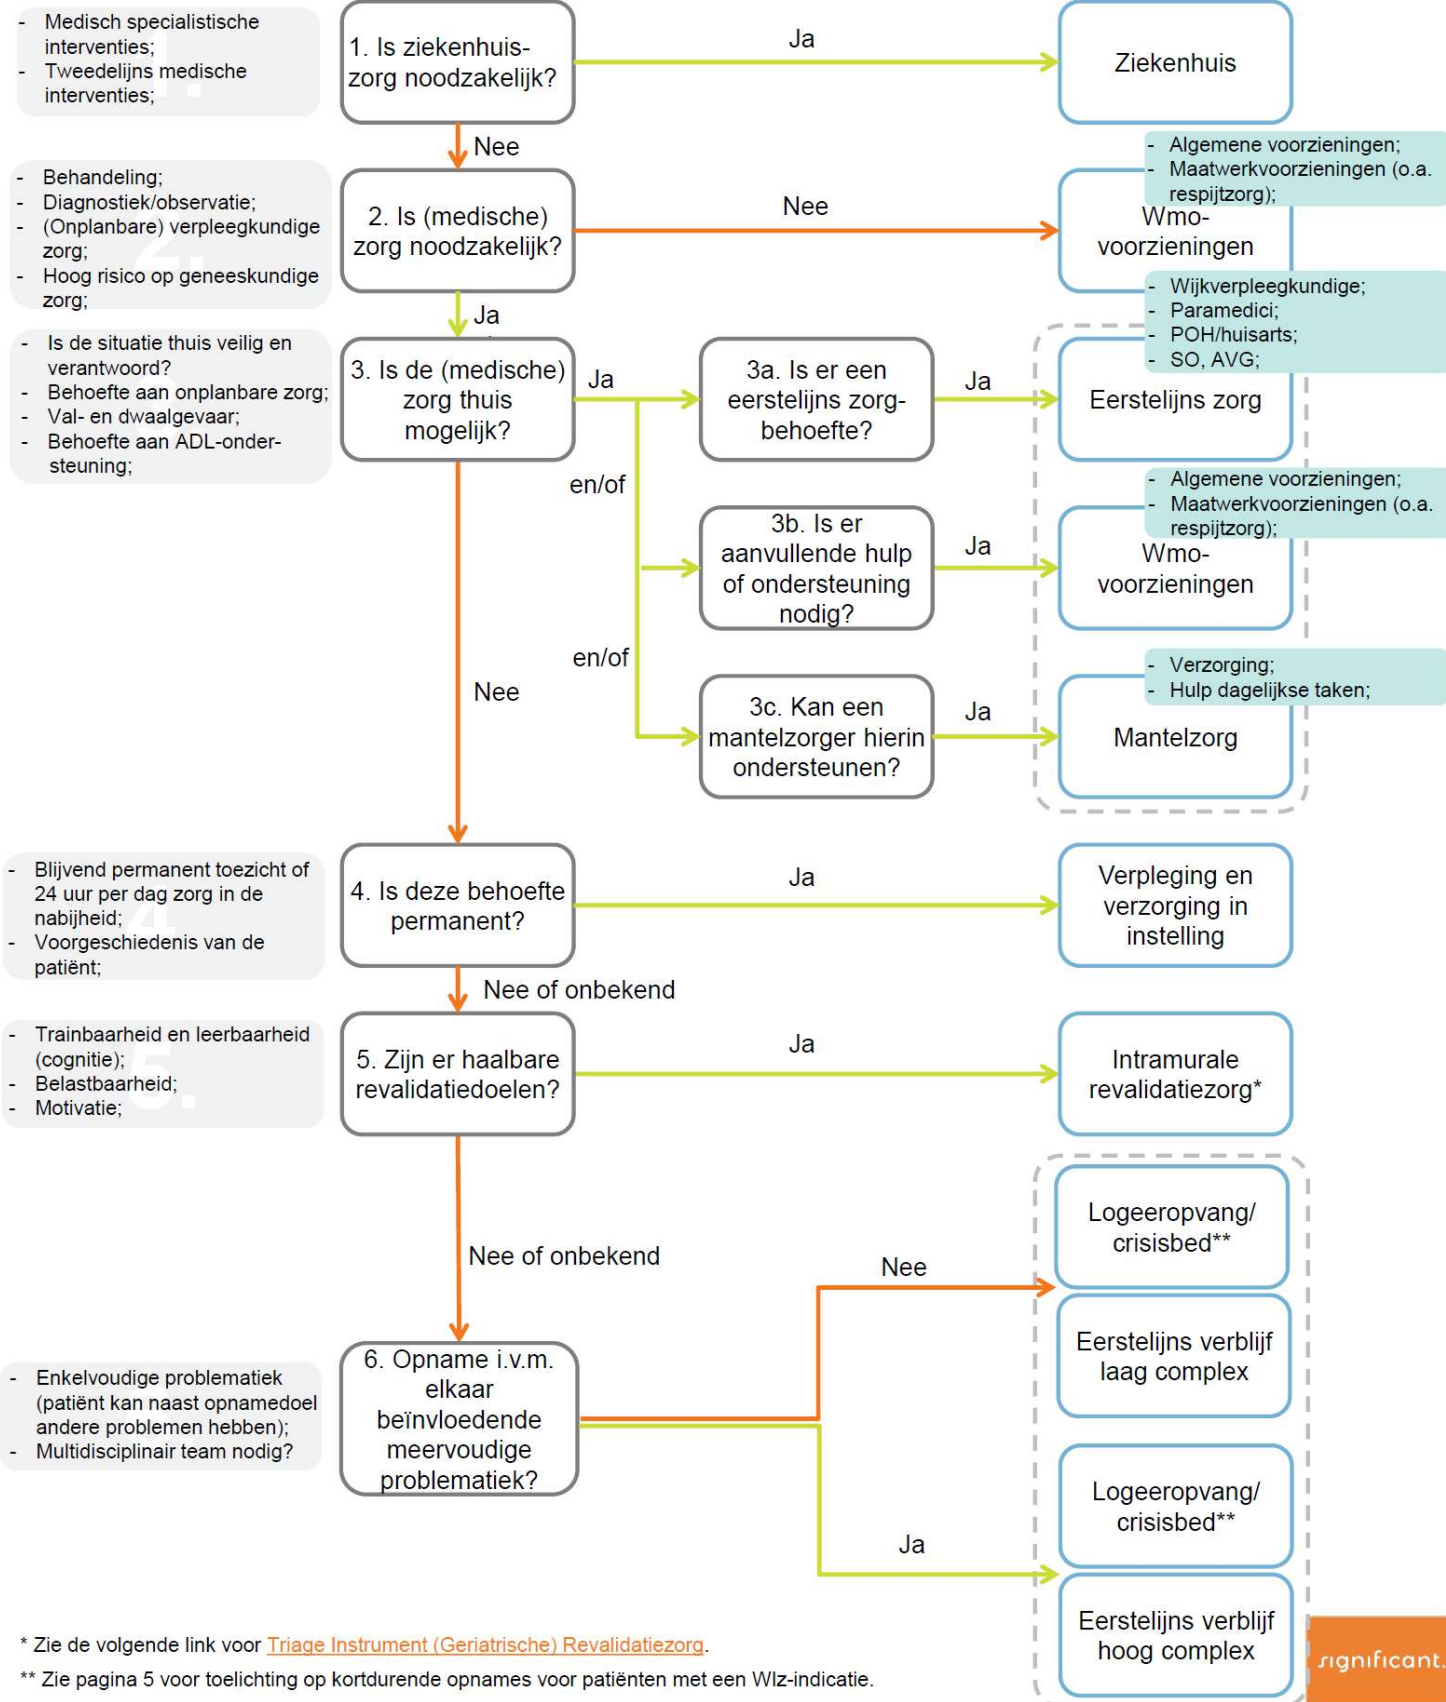 - Medisch specialistische
interventies;
- Tweedelijns medische
interventies;
1.
1. Is ziekenhuis-
zorg noodzakelijk?
Ja
Ziekenhuis
Nee
- Behandeling;
- Diagnostiek/observatie;
- (Onplanbare) verpleegkundige
zorg;
- Hoog risico op geneeskundige
zorg;
2.
2. Is (medische)
zorg noodzakelijk?
Nee
- Algemene voorzieningen;
- Maatwerkvoorzieningen (o.a.
respijtzorg);
Wmo-
voorzieningen
Ja
- Is de situatie thuis veilig en
verantwoord?
- Behoefte aan onplanbare zorg;
- Val- en dwaalgevaar;
- Behoefte aan ADL-onder-
steuning;
3. Is de (medische)
zorg thuis
mogelijk?
Ja
3a. Is er een
eerstelijns zorg-
behoefte?
Ja
- Wijkverpleegkundige;
- Paramedici;
- POH/huisarts;
- SO, AVG;
Eerstelijns zorg
en/of
3b. Is er
aanvullende hulp
of ondersteuning
nodig?
Ja
- Algemene voorzieningen;
- Maatwerkvoorzieningen (o.a.
respijtzorg);
Wmo-
voorzieningen
en/of
Nee
3c. Kan een
mantelzorger hierin
ondersteunen?
Ja
- Verzorging;
- Hulp dagelijkse taken;
Mantelzorg
- Blijvend permanent toezicht of
24 uur per dag zorg in de
nabijheid;
- Voorgeschiedenis van de
patiënt;
4
4. Is deze behoefte
permanent?
Ja
Verpleging en
verzorging in
instelling
Nee of onbekend
- Trainbaarheid en leerbaarheid
(cognitie);
- Belastbaarheid;
- Motivatie;
5.
5. Zijn er haalbare
revalidatiedoelen?
Ja
Intramurale
revalidatiezorg*
Nee of onbekend
- Enkelvoudige problematiek
(patiënt kan naast opnamedoel
andere problemen hebben);
- Multidisciplinair team nodig?
6. Opname i.v.m.
elkaar
beïnvloedende
meervoudige
problematiek?
Nee
Logeeropvang/
crisisbed**
Eerstelijns verblijf
laag complex
Ja
Logeeropvang/
crisisbed**
Eerstelijns verblijf
hoog complex
* Zie de volgende link voor Triage Instrument (Geriatrische) Revalidatiezorg.
** Zie pagina 5 voor toelichting op kortdurende opnames voor patiënten met een Wlz-indicatie.
significant.